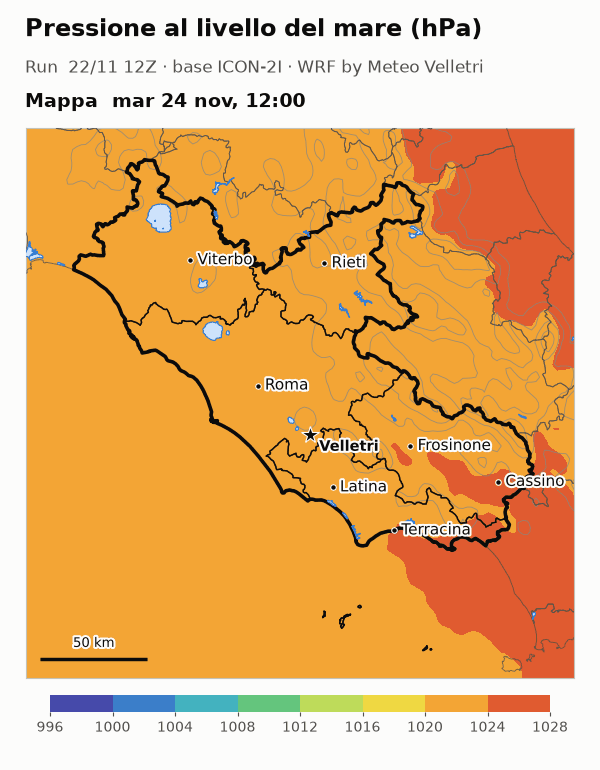 Pressione al livello del mare (hPa)
Run  22/11 12Z · base ICON-2I · WRF by Meteo Velletri
Mappa  mar 24 nov, 12:00
Viterbo
Rieti
Roma
Velletri
Frosinone
Cassino
Latina
Terracina
50 km
996 1000 1004 1008 1012 1016 1020 1024 1028